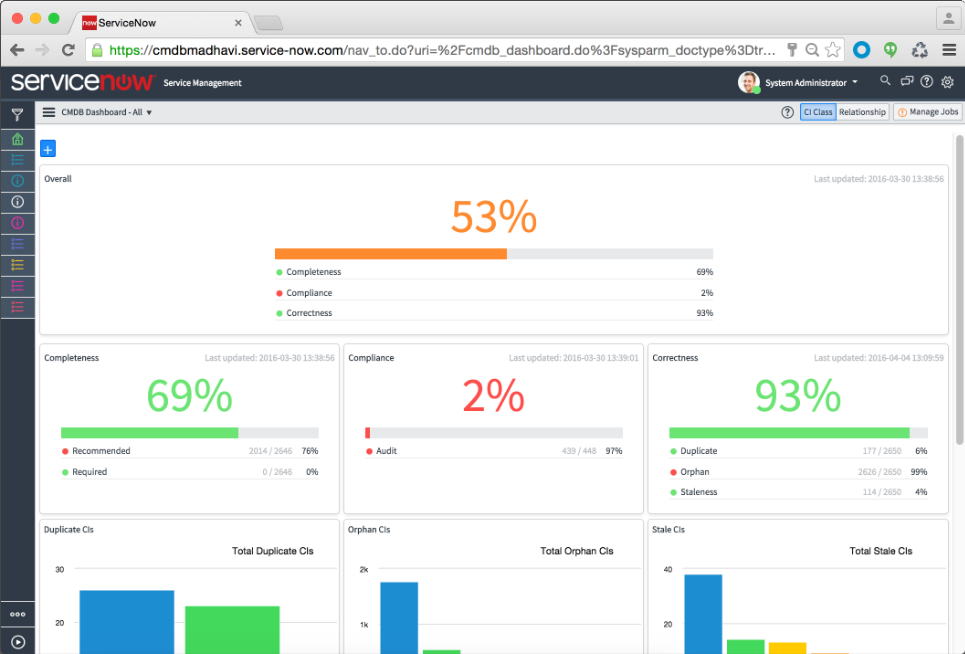 now ServiceNow
https://cmdbmadhavi.service-now.com/nav_to.do?uri=%2Fcmdb_dashboard.do%3Fsysparm_doctype%3Dtr...
servicenow Service Management System Administrator
CMDB Dashboard - All CI Class Relationship Manage Jobs
Overall Last updated: 2016-03-30 13:38:56
53%
Completeness 69%
Compliance 2%
Correctness 93%
Completeness Last updated: 2016-03-30 13:38:56
69%
Recommended 2014 / 2646 76%
Required 0 / 2646 0%
Compliance Last updated: 2016-03-30 13:39:01
2%
Audit 439 / 448 97%
Correctness Last updated: 2016-04-04 13:09:59
93%
Duplicate 177 / 2650 6%
Orphan 2626 / 2650 99%
Staleness 114 / 2650 4%
Duplicate CIs
Total Duplicate CIs
30
20
Orphan CIs
Total Orphan CIs
2k
1k
Stale CIs
Total Stale CIs
40
20